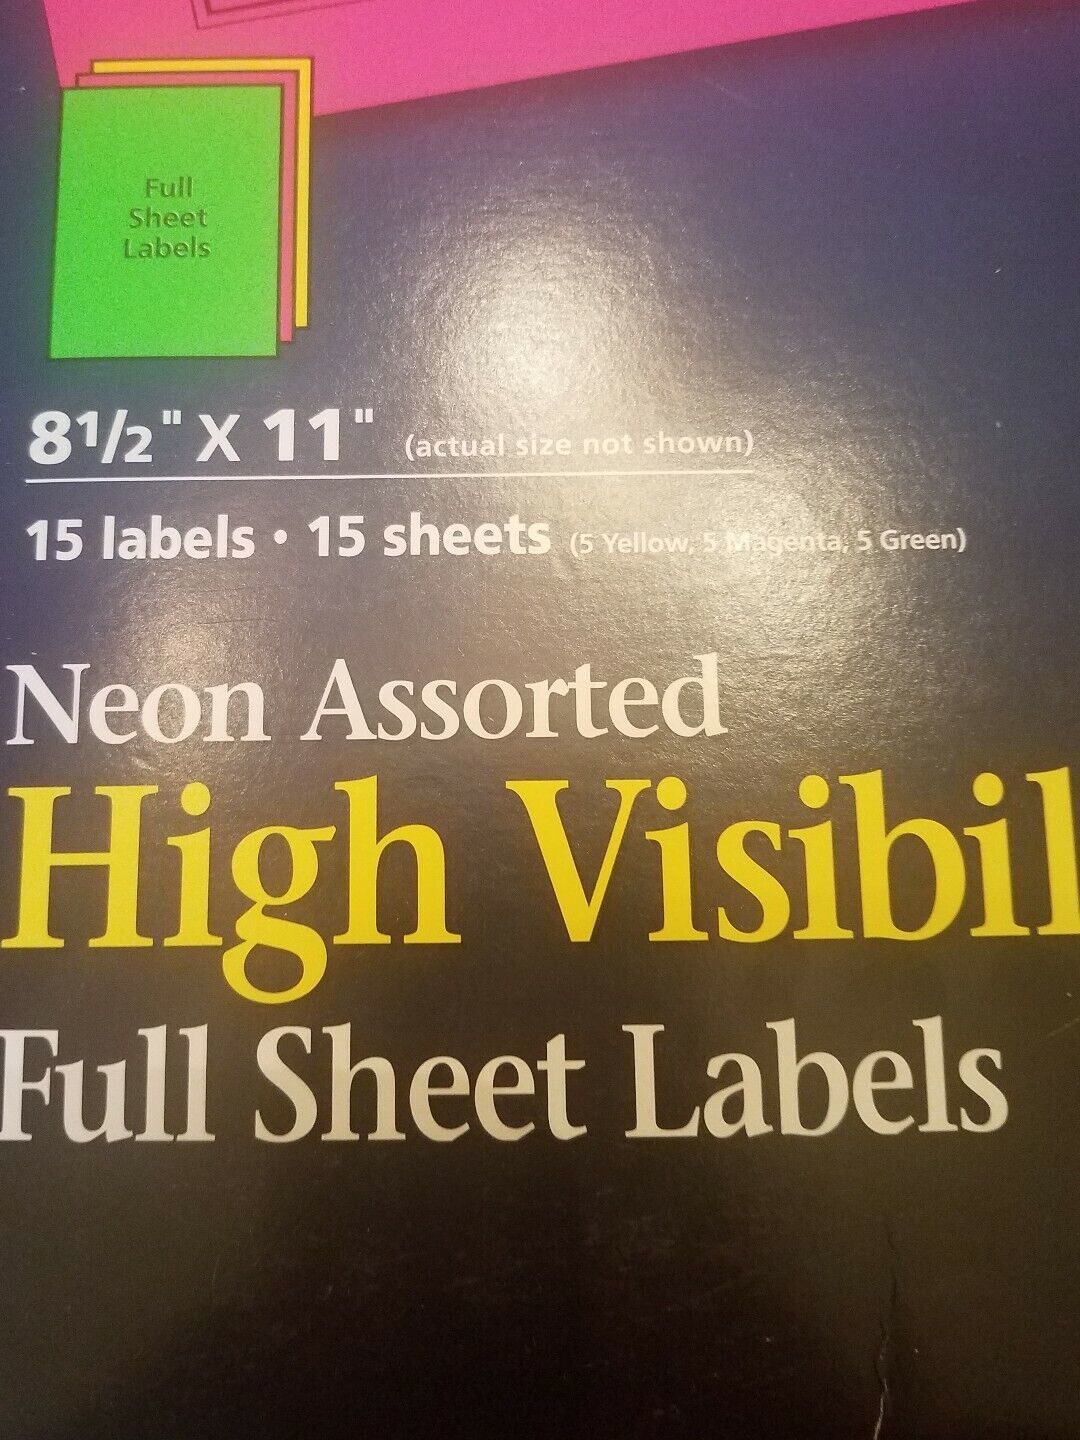 Full
Sheet
Labels
8 1/2" X 11" (actual size not shown)
15 labels • 15 sheets (5 Yellow, 5 Magenta, 5 Green)
Neon Assorted
High Visibil
Full Sheet Labels